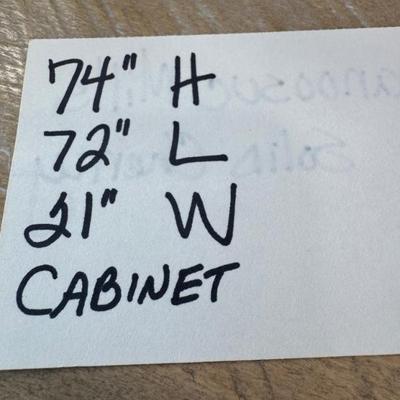 74" H
72" L
21" W
CABINET